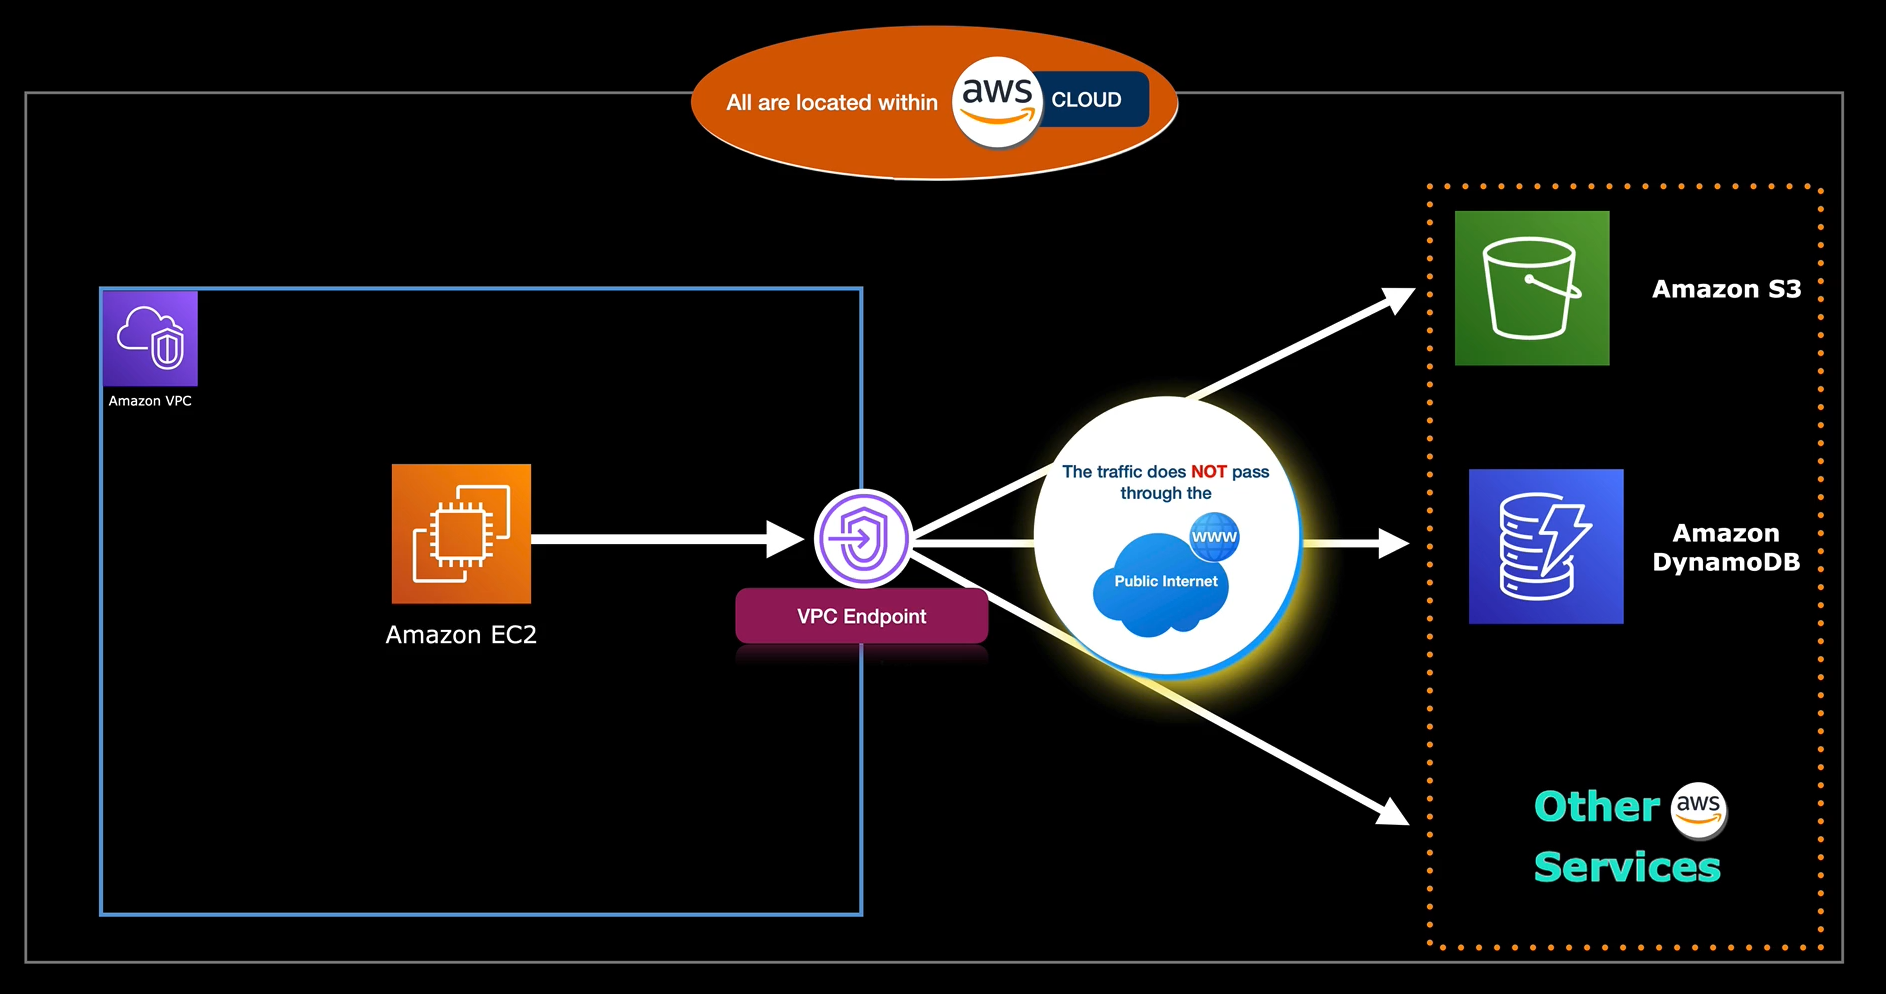 All are located within aws CLOUD
Amazon S3
Amazon VPC
The traffic does NOT pass
through the
www
Public Internet
Amazon
DynamoDB
Amazon EC2
VPC Endpoint
Other aws
Services